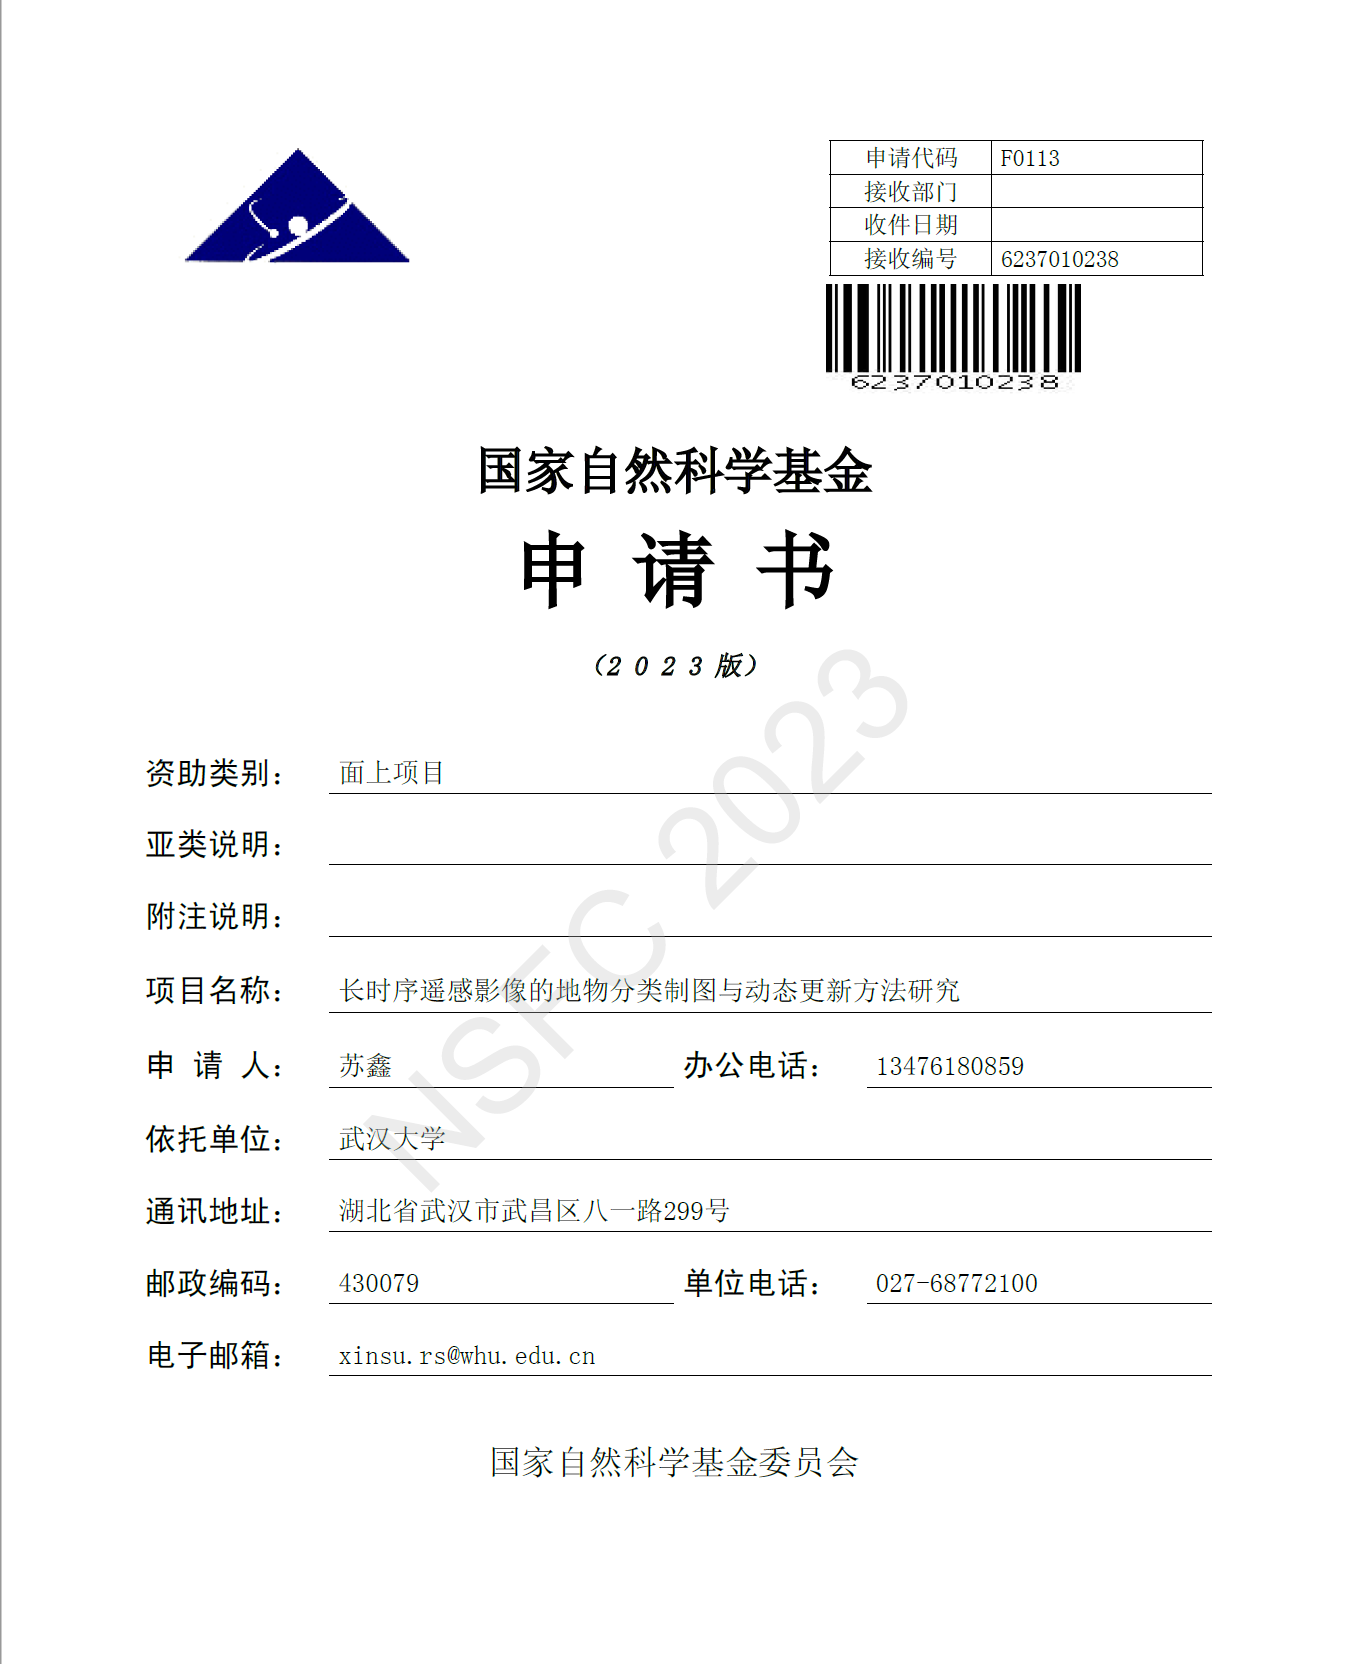 申请代码 F0113
接收部门
收件日期
接收编号 6237010238
6237010238
国家自然科学基金
申 请 书
（2 0 2 3 版）
资助类别： 面上项目
亚类说明：
附注说明：
项目名称： 长时序遥感影像的地物分类制图与动态更新方法研究
申 请 人： 苏鑫 办公电话： 13476180859
依托单位： 武汉大学
通讯地址： 湖北省武汉市武昌区八一路299号
邮政编码： 430079 单位电话： 027-68772100
电子邮箱： xinsu.rs@whu.edu.cn
国家自然科学基金委员会
NSFC 2023